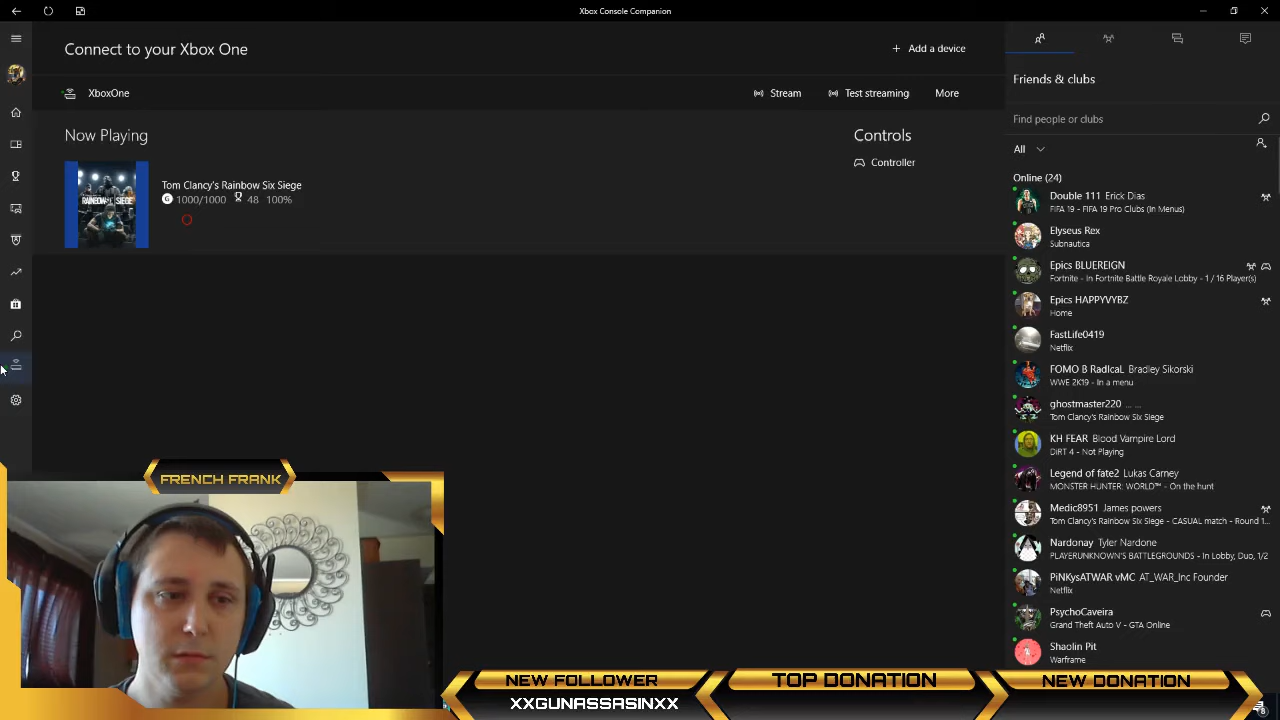 Xbox Console Companion
Connect to your Xbox One
Add a device
XboxOne
Stream
Test streaming
More
Now Playing
Controls
Controller
Tom Clancy's Rainbow Six Siege
1000/1000 48 100%
Friends & clubs
Find people or clubs
All
Online (24)
Double 111 Erick Dias
FIFA 19 - FIFA 19 Pro Clubs (In Menus)
Elyseus Rex
Subnautica
Epics BLUEREIGN
Fortnite - In Fortnite Battle Royale Lobby - 1 / 16 Player(s)
Epics HAPPYVYBZ
Home
FastLife0419
Netflix
FOMO B RadIcaL Bradley Sikorski
WWE 2K19 - In a menu
ghostmaster220 ... ...
Tom Clancy's Rainbow Six Siege
KH FEAR Blood Vampire Lord
DiRT 4 - Not Playing
Legend of fate2 Lukas Carney
MONSTER HUNTER: WORLD™ - On the hunt
Medic8951 James powers
Tom Clancy's Rainbow Six Siege - CASUAL match - Round 1...
Nardonay Tyler Nardone
PLAYERUNKNOWN'S BATTLEGROUNDS - In Lobby, Duo, 1/2
PiNKysATWAR vMC AT_WAR_Inc Founder
Netflix
PsychoCaveira
Grand Theft Auto V - GTA Online
Shaolin Pit
Warframe
FRENCH FRANK
NEW FOLLOWER
XXGUNASSASINXX
TOP DONATION
NEW DONATION